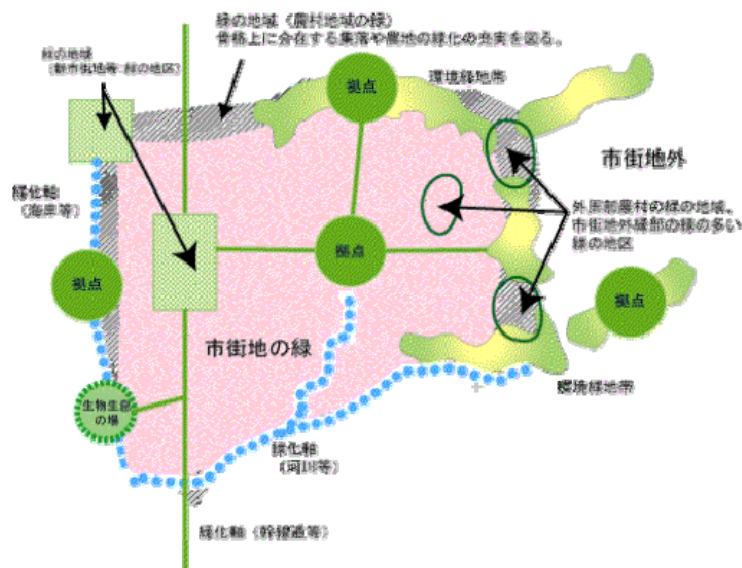 緑の地域（農村地域の緑）
骨格上に介在する集落や農地の緑化の充実を図る。
緑の地域
（新市街地等：緑の地区）
拠点
環境緑地帯
市街地外
緑化軸
（海岸等）
外周部農村の緑の地域、
市街地外縁部の緑の多い
緑の地区
拠点
拠点
拠点
市街地の緑
生物生息
の場
環境緑地帯
緑化軸
（河川等）
緑化軸（幹線道等）